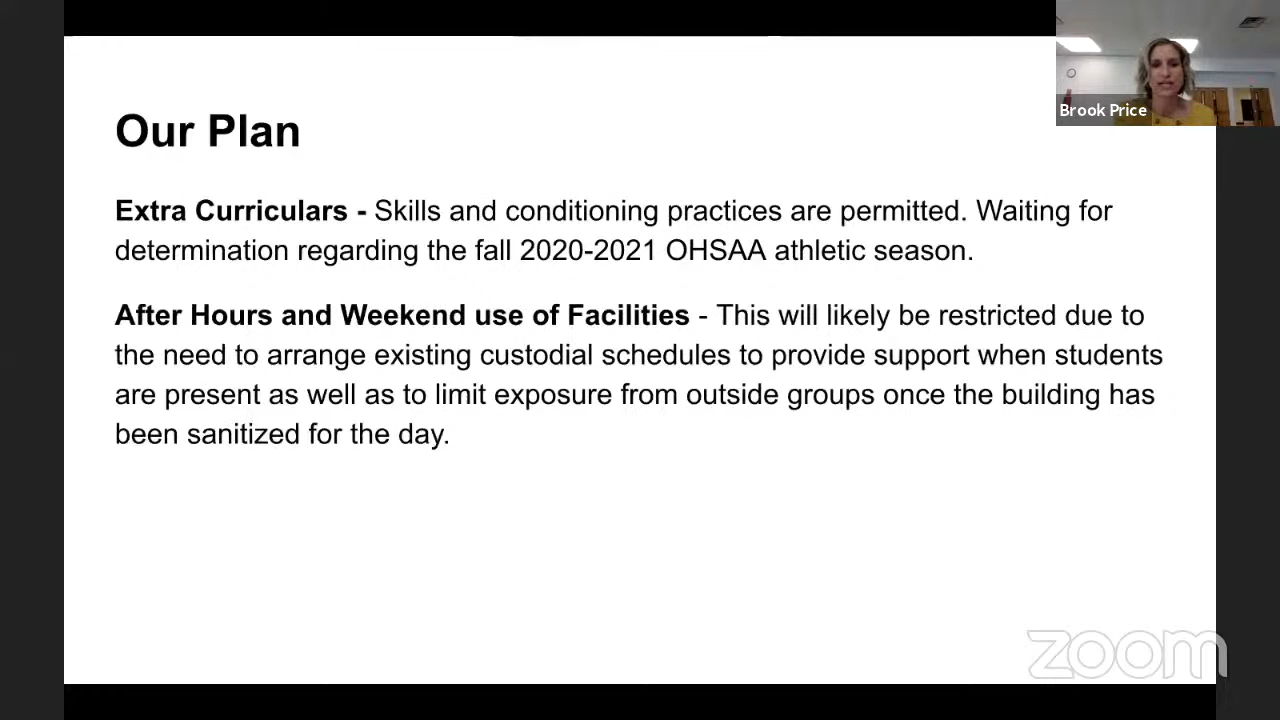 Brook Price
Our Plan
Extra Curriculars - Skills and conditioning practices are permitted. Waiting for
determination regarding the fall 2020-2021 OHSAA athletic season.
After Hours and Weekend use of Facilities - This will likely be restricted due to
the need to arrange existing custodial schedules to provide support when students
are present as well as to limit exposure from outside groups once the building has
been sanitized for the day.
zoom